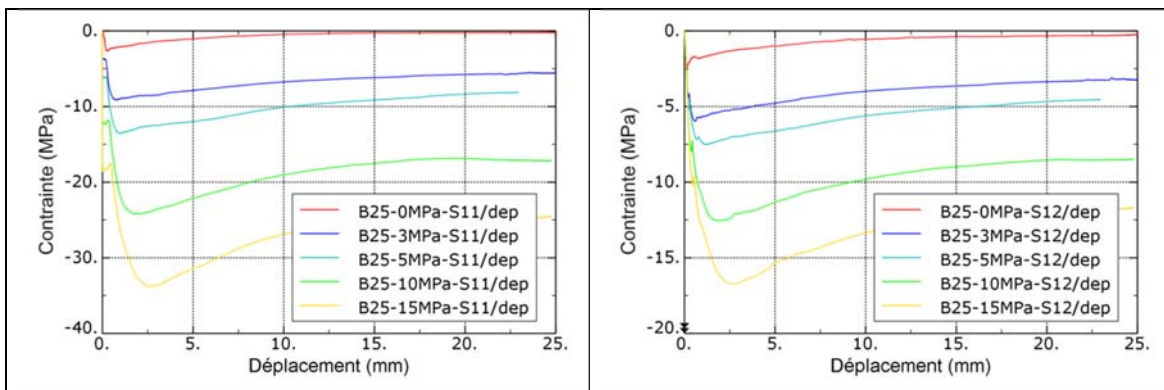 0.
-10.
-20.
-30.
-40.
Contrainte (MPa)
B25-0MPa-S11/dep
B25-3MPa-S11/dep
B25-5MPa-S11/dep
B25-10MPa-S11/dep
B25-15MPa-S11/dep
0. 5. 10. 15. 20. 25.
Déplacement (mm)
0.
-5.
-10.
-15.
-20.
Contrainte (MPa)
B25-0MPa-S12/dep
B25-3MPa-S12/dep
B25-5MPa-S12/dep
B25-10MPa-S12/dep
B25-15MPa-S12/dep
0. 5. 10. 15. 20. 25.
Déplacement (mm)